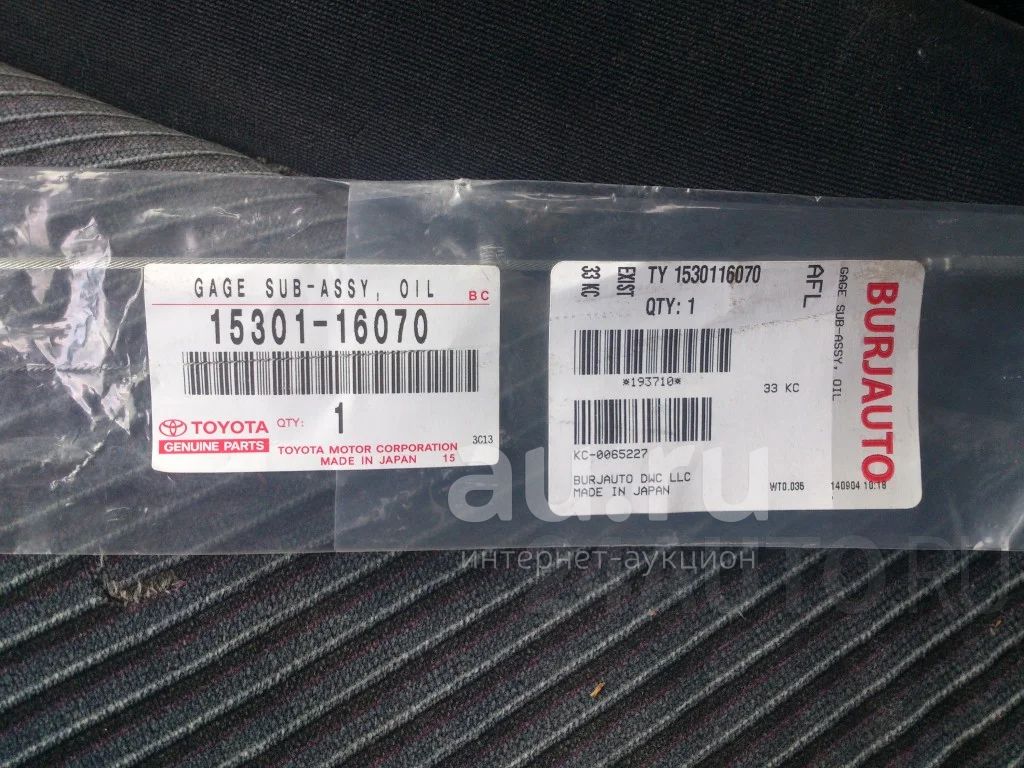 GAGE SUB-ASSY, OIL
BC
15301-16070
TOYOTA
GENUINE PARTS
QTY: 1
3C13
TOYOTA MOTOR CORPORATION
MADE IN JAPAN 15
33 KC
EXIST
TY 1530116070
QTY: 1
AFL
GAGE SUB-ASSY, OIL
BURJAUTO
*193710*
33 KC
KC-0065227
BURJAUTO DWC LLC
MADE IN JAPAN
WT0.035
140904 10:18
au.ru
интернет-аукцион
24AUTO.RU